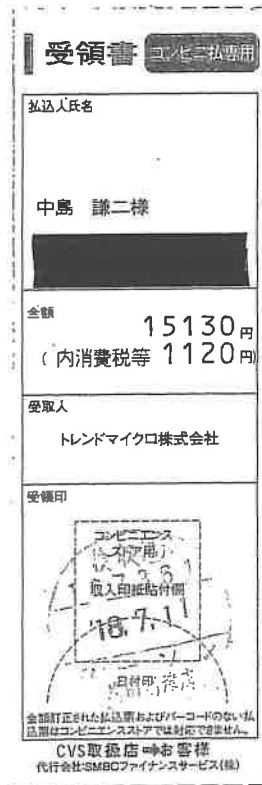 受領書 コンビニ払専用
払込人氏名
中島 謙二様
金額
15130円
(内消費税等 1120円)
受取人
トレンドマイクロ株式会社
受領印
コンビニエンス
ストア用
収入印紙貼付欄
'18.7.11
日付印
金額訂正された払込票およびバーコードのない払
込票はコンビニエンスストアでは対応できません。
CVS取扱店➡お客様
代行会社:SMBCファイナンスサービス(株)